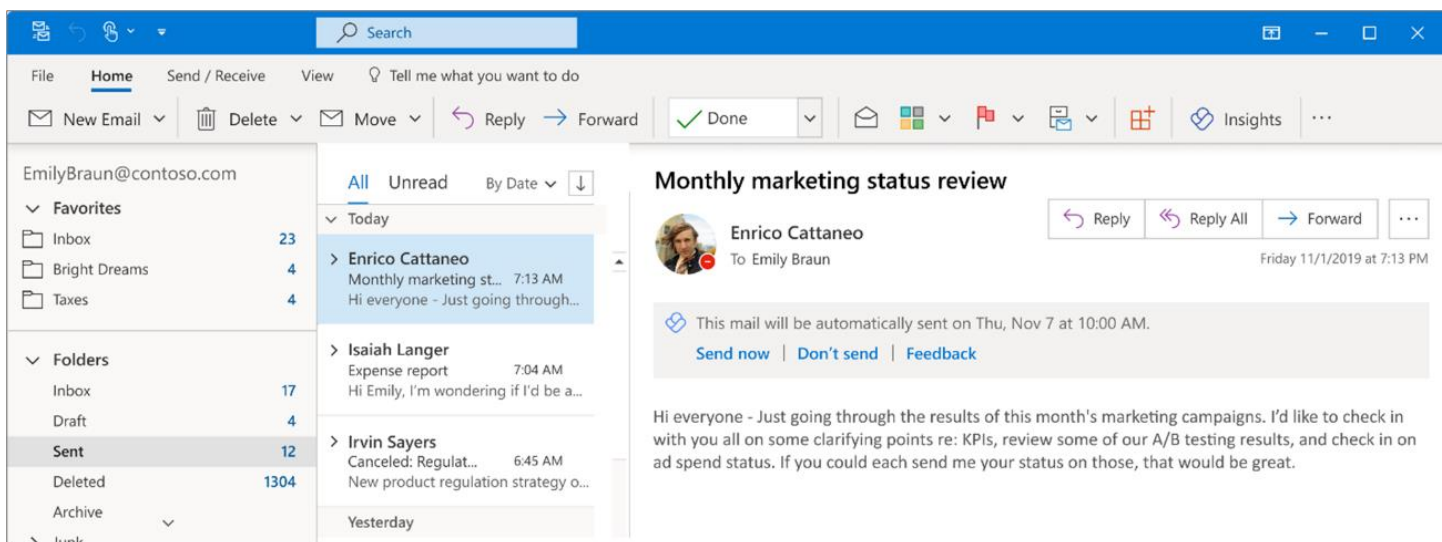 Search
File Home Send / Receive View Tell me what you want to do
New Email Delete Move Reply Forward Done Insights ...
EmilyBraun@contoso.com
Favorites
Inbox 23
Bright Dreams 4
Taxes 4
Folders
Inbox 17
Draft 4
Sent 12
Deleted 1304
Archive
Junk
All Unread By Date
Today
Enrico Cattaneo
Monthly marketing st... 7:13 AM
Hi everyone - Just going through...
Isaiah Langer
Expense report 7:04 AM
Hi Emily, I'm wondering if I'd be a...
Irvin Sayers
Canceled: Regulat... 6:45 AM
New product regulation strategy o...
Yesterday
Monthly marketing status review
Enrico Cattaneo
To Emily Braun
Reply Reply All Forward ...
Friday 11/1/2019 at 7:13 PM
This mail will be automatically sent on Thu, Nov 7 at 10:00 AM.
Send now | Don't send | Feedback
Hi everyone - Just going through the results of this month's marketing campaigns. I'd like to check in
with you all on some clarifying points re: KPIs, review some of our A/B testing results, and check in on
ad spend status. If you could each send me your status on those, that would be great.